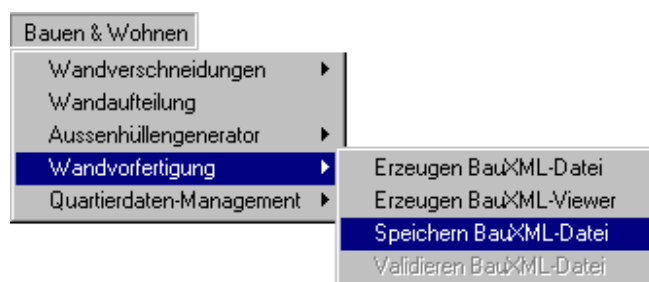 Bauen & Wohnen
Wandverschneidungen
Wandaufteilung
Aussenhüllengenerator
Wandvorfertigung
Quartierdaten-Management
Erzeugen BauXML-Datei
Erzeugen BauXML-Viewer
Speichern BauXML-Datei
Validieren BauXML-Datei